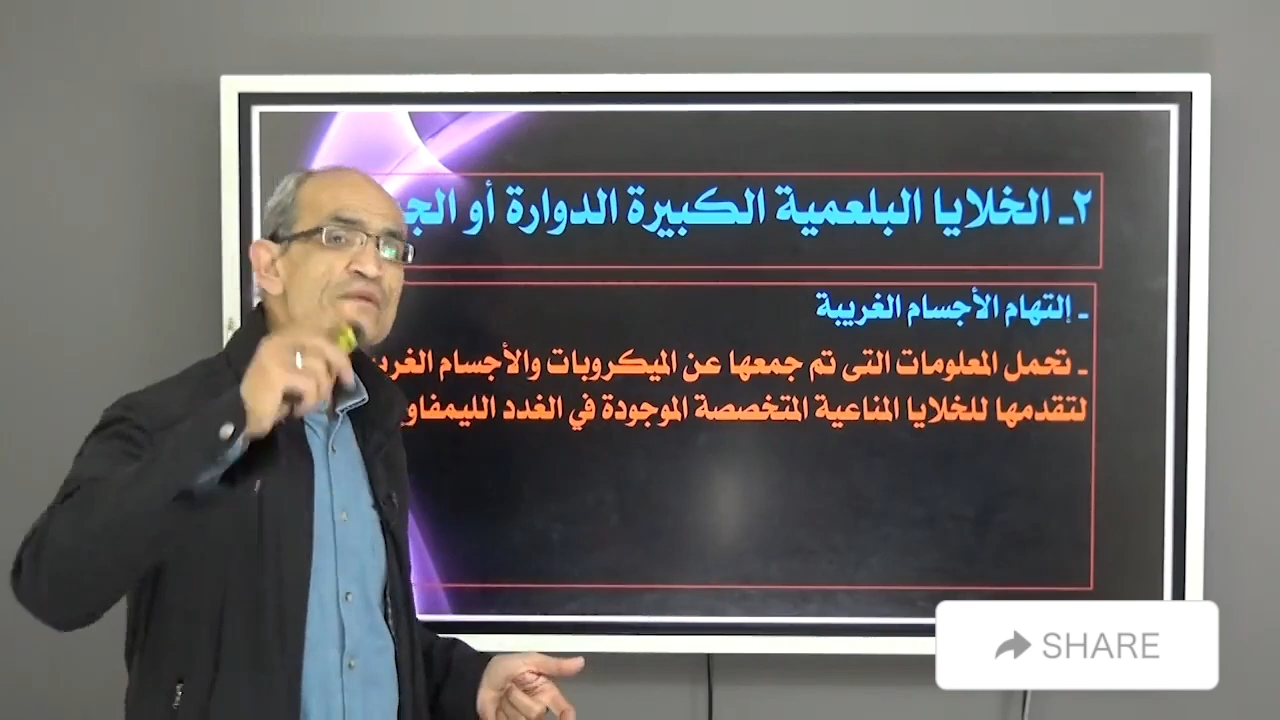 ٢ـ الخلايا البلعمية الكبيرة الدوارة أو
ـ إلتهام الأجسام الغريبة
ـ تحمل المعلومات التى تم جمعها عن الميكروبات والأجسام
لتقدمها للخلايا المناعية المتخصصة الموجودة في الغدد
SHARE